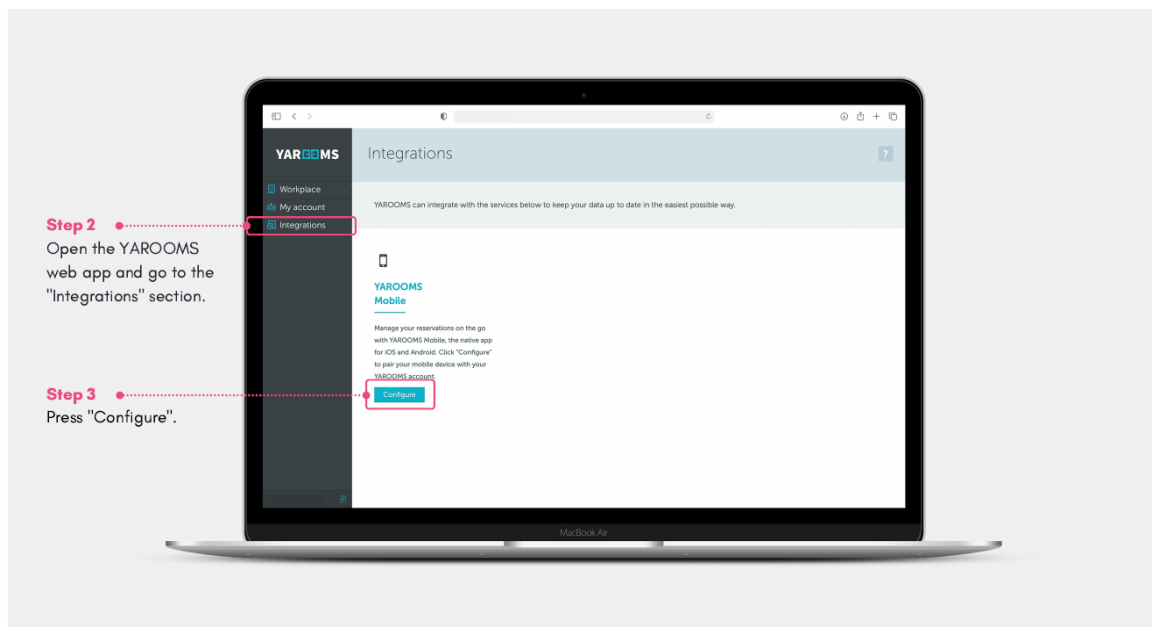 YAROOMS
Integrations
?
Workplace
My account
Integrations
YAROOMS can integrate with the services below to keep your data up to date in the easiest possible way.
Step 2
Open the YAROOMS
web app and go to the
"Integrations" section.
YAROOMS
Mobile
Manage your reservations on the go
with YAROOMS Mobile, the native app
for iOS and Android. Click "Configure"
to pair your mobile device with your
YAROOMS account.
Configure
Step 3
Press "Configure".
MacBook Air